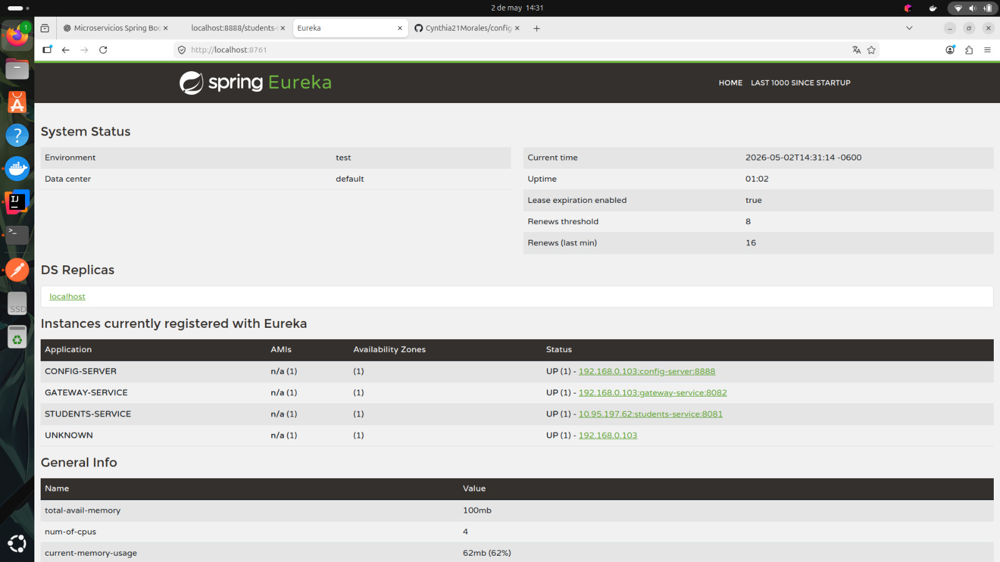 2 de may 14:31
1
Microservicios Spring Boo
localhost:8888/students-
Eureka
Cynthia21Morales/config
http://localhost:8761
spring Eureka
HOME
LAST 1000 SINCE STARTUP
System Status
Environment test
Data center default
Current time 2026-05-02T14:31:14 -0600
Uptime 01:02
Lease expiration enabled true
Renews threshold 8
Renews (last min) 16
DS Replicas
localhost
Instances currently registered with Eureka
Application AMIs Availability Zones Status
CONFIG-SERVER n/a (1) (1) UP (1) - 192.168.0.103:config-server:8888
GATEWAY-SERVICE n/a (1) (1) UP (1) - 192.168.0.103:gateway-service:8082
STUDENTS-SERVICE n/a (1) (1) UP (1) - 10.95.197.62:students-service:8081
UNKNOWN n/a (1) (1) UP (1) - 192.168.0.103
General Info
Name Value
total-avail-memory 100mb
num-of-cpus 4
current-memory-usage 62mb (62%)
IJ
>_
SSD